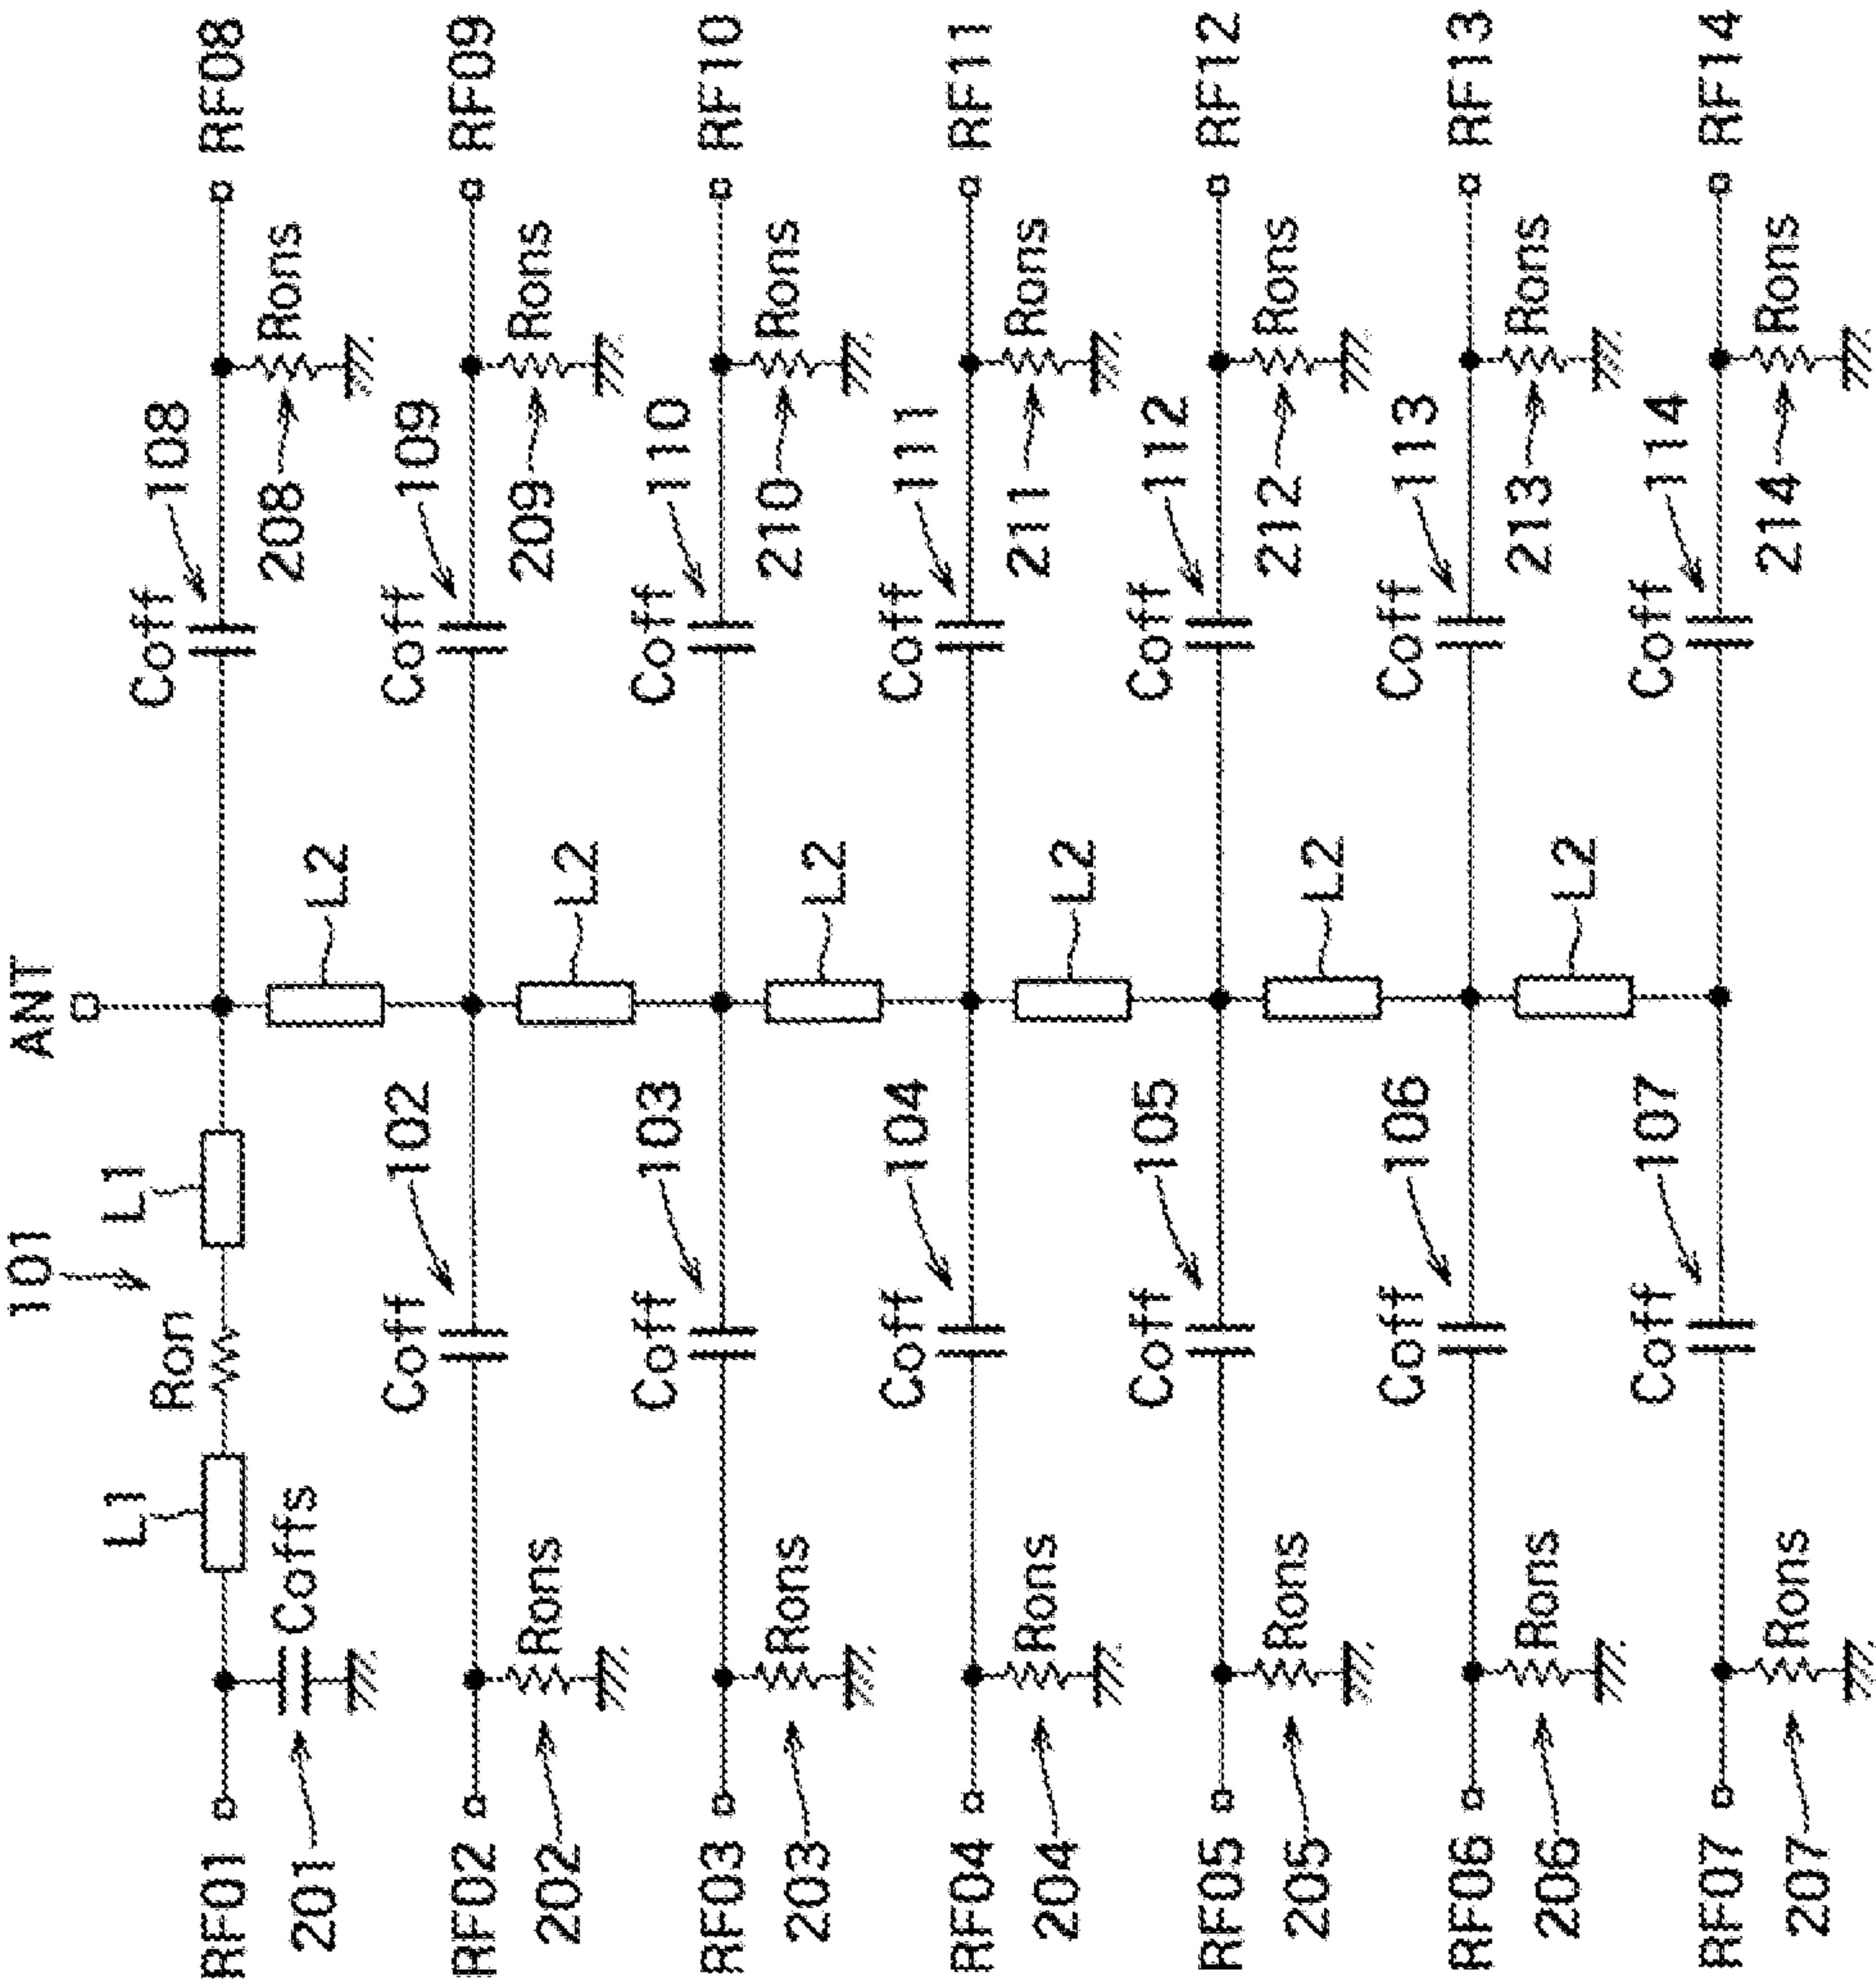 ANT
101
L1
L1
Ron
Coffs
RF01
201
Coff
108
208
Rons
RF08
L2
Coff
102
Rons
RF02
202
Coff
109
209
Rons
RF09
L2
Coff
103
Rons
RF03
203
Coff
110
210
Rons
RF10
L2
Coff
104
Rons
RF04
204
Coff
111
211
Rons
RF11
L2
Coff
105
Rons
RF05
205
Coff
112
212
Rons
RF12
L2
Coff
106
Rons
RF06
206
Coff
113
213
Rons
RF13
L2
Coff
107
Rons
RF07
207
Coff
114
214
Rons
RF14